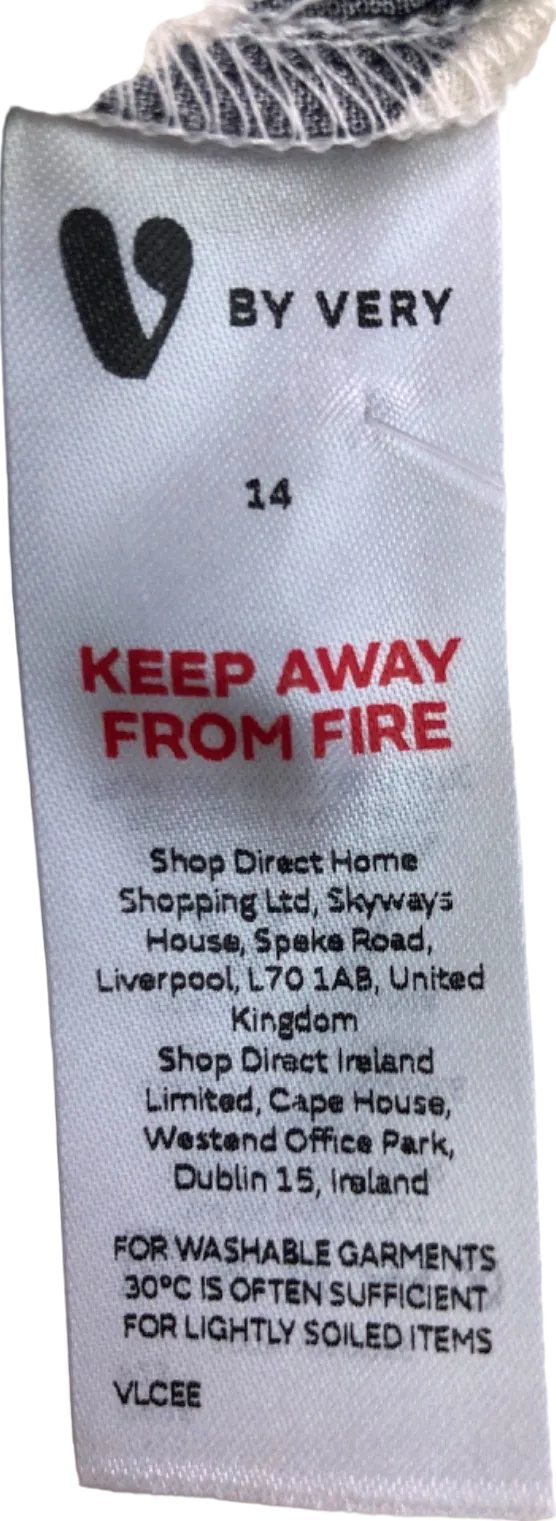 V BY VERY
14
KEEP AWAY
FROM FIRE
Shop Direct Home
Shopping Ltd, Skyways
House, Speke Road,
Liverpool, L70 1AB, United
Kingdom
Shop Direct Ireland
Limited, Cape House,
Westend Office Park,
Dublin 15, Ireland
FOR WASHABLE GARMENTS
30°C IS OFTEN SUFFICIENT
FOR LIGHTLY SOILED ITEMS
VLCEE